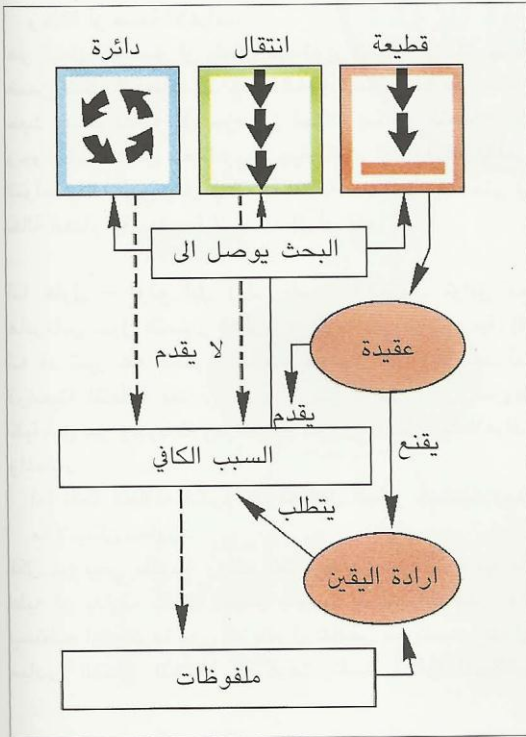 قطيعة
انتقال
دائرة
البحث يوصل الى
عقيدة
لا يقدم
يقدم
يقنع
السبب الكافي
يتطلب
ارادة اليقين
ملفوظات